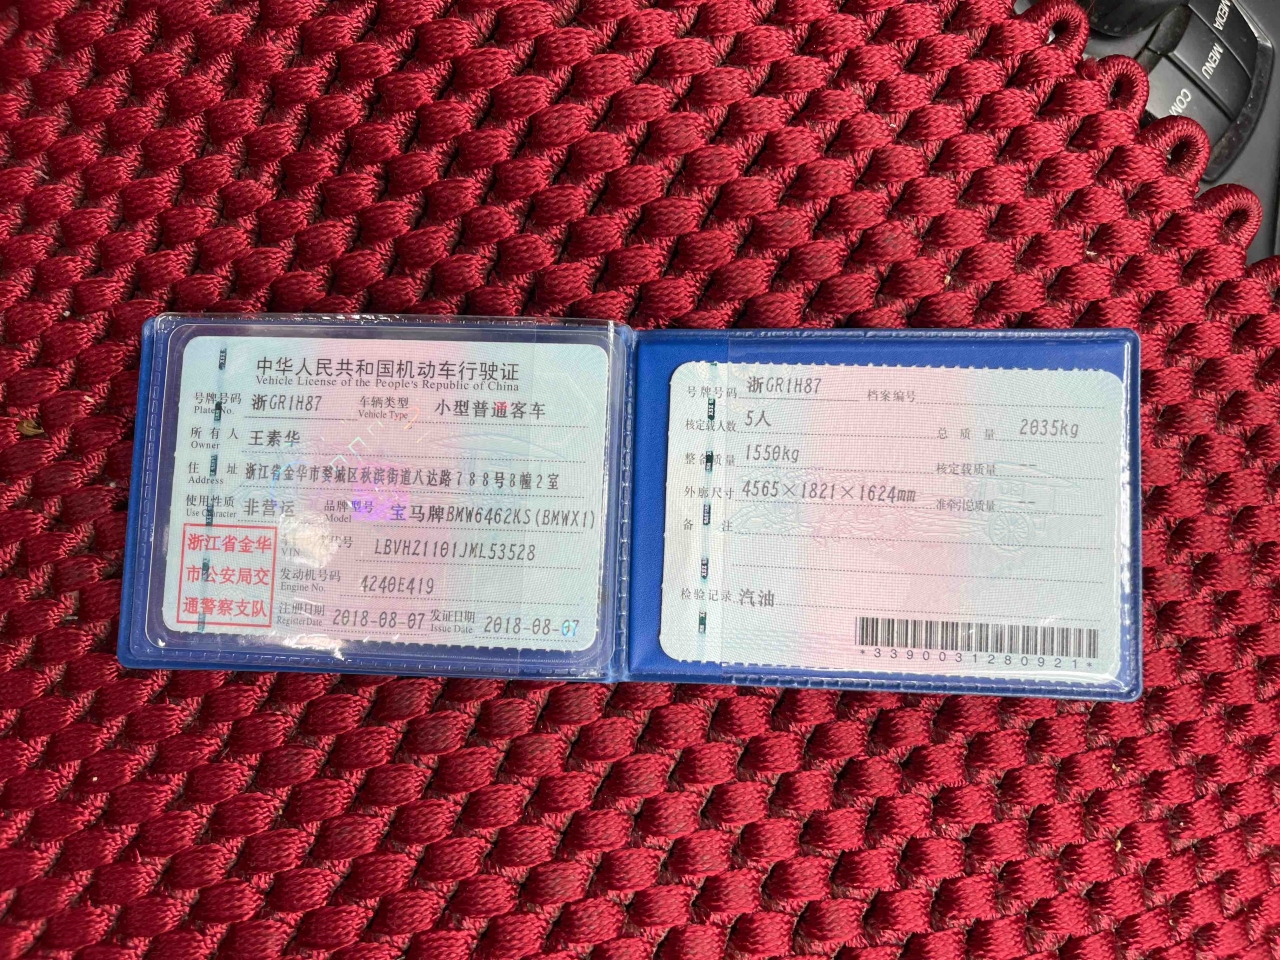 MEDIA
MENU
COM
中华人民共和国机动车行驶证
Vehicle License of the People's Republic of China
号牌号码 浙GR1H87 车辆类型 小型普通客车
Plate No. Vehicle Type
所有人 王素华
Owner
住址 浙江省金华市婺城区秋滨街道八达路788号8幢2室
Address
使用性质 非营运 品牌型号 宝马牌BMW6462KS(BMWX1)
Use Character Model
浙江省金华
市公安局交
通警察支队
号 LBVHZ1101JML53528
VIN
发动机号码 4240E419
Engine No.
注册日期 2018-08-07 发证日期 2018-08-07
Register Date Issue Date
号牌号码 浙GR1H87 档案编号
核定载人数 5人 总质量 2035kg
整备质量 1550kg 核定载质量 --
外廓尺寸 4565×1821×1624mm 准牵引总质量 --
备注
检验记录 汽油
*3390031280921*